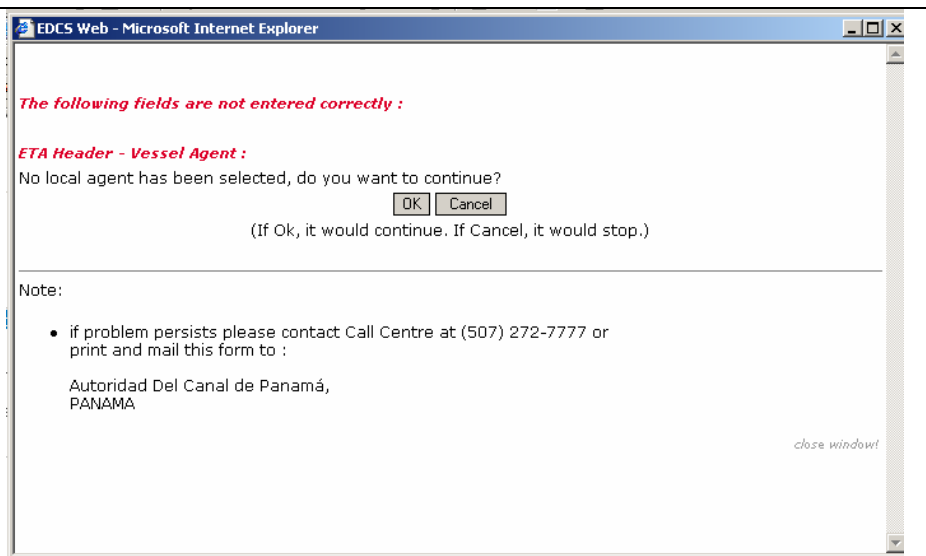 EDCS Web - Microsoft Internet Explorer
The following fields are not entered correctly :
ETA Header - Vessel Agent :
No local agent has been selected, do you want to continue?
OK Cancel
(If Ok, it would continue. If Cancel, it would stop.)
Note:
• if problem persists please contact Call Centre at (507) 272-7777 or
print and mail this form to :
Autoridad Del Canal de Panamá,
PANAMA
close window!